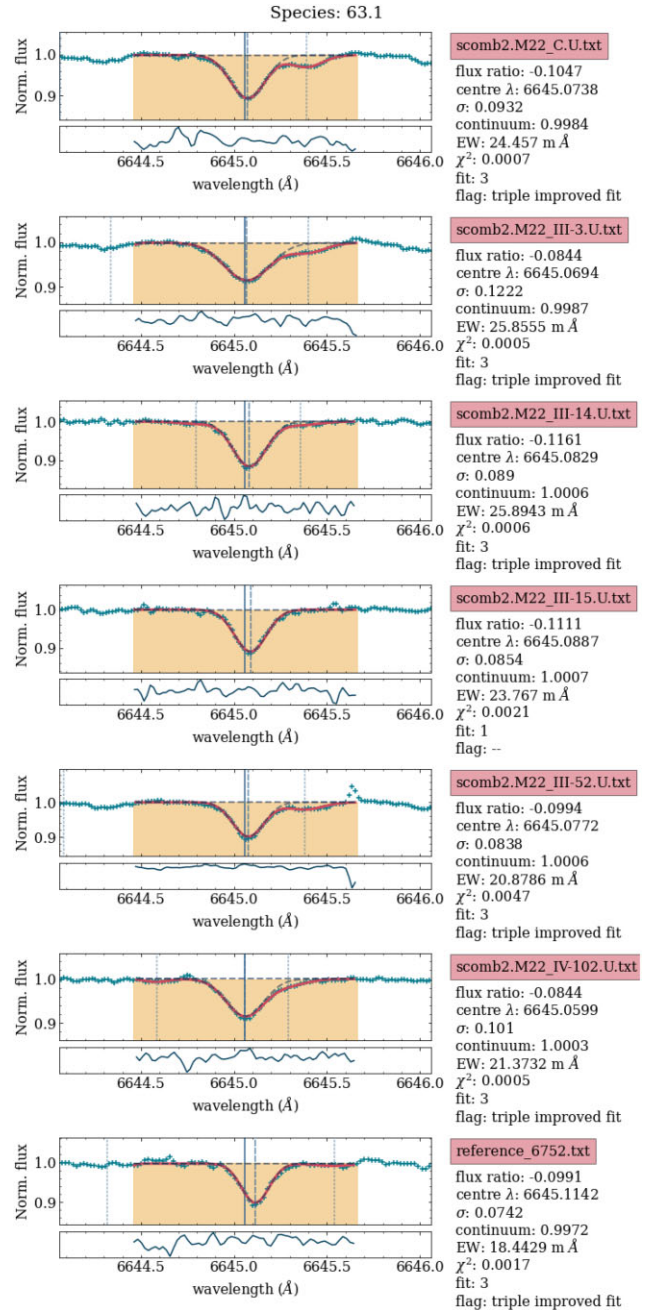 Species: 63.1
Norm. flux
1.0
0.9
6644.5 6645.0 6645.5 6646.0
wavelength (Å)
scomb2.M22_C.U.txt
flux ratio: -0.1047
centre λ: 6645.0738
σ: 0.0932
continuum: 0.9984
EW: 24.457 m Å
χ²: 0.0007
fit: 3
flag: triple improved fit
Norm. flux
1.0
0.9
6644.5 6645.0 6645.5 6646.0
wavelength (Å)
scomb2.M22_III-3.U.txt
flux ratio: -0.0844
centre λ: 6645.0694
σ: 0.1222
continuum: 0.9987
EW: 25.8555 m Å
χ²: 0.0005
fit: 3
flag: triple improved fit
Norm. flux
1.0
0.9
6644.5 6645.0 6645.5 6646.0
wavelength (Å)
scomb2.M22_III-14.U.txt
flux ratio: -0.1161
centre λ: 6645.0829
σ: 0.089
continuum: 1.0006
EW: 25.8943 m Å
χ²: 0.0006
fit: 3
flag: triple improved fit
Norm. flux
1.0
0.9
6644.5 6645.0 6645.5 6646.0
wavelength (Å)
scomb2.M22_III-15.U.txt
flux ratio: -0.1111
centre λ: 6645.0887
σ: 0.0854
continuum: 1.0007
EW: 23.767 m Å
χ²: 0.0021
fit: 1
flag: --
Norm. flux
1.0
0.9
6644.5 6645.0 6645.5 6646.0
wavelength (Å)
scomb2.M22_III-52.U.txt
flux ratio: -0.0994
centre λ: 6645.0772
σ: 0.0838
continuum: 1.0006
EW: 20.8786 m Å
χ²: 0.0047
fit: 3
flag: triple improved fit
Norm. flux
1.0
0.9
6644.5 6645.0 6645.5 6646.0
wavelength (Å)
scomb2.M22_IV-102.U.txt
flux ratio: -0.0844
centre λ: 6645.0599
σ: 0.101
continuum: 1.0003
EW: 21.3732 m Å
χ²: 0.0005
fit: 3
flag: triple improved fit
Norm. flux
1.0
0.9
6644.5 6645.0 6645.5 6646.0
wavelength (Å)
reference_6752.txt
flux ratio: -0.0991
centre λ: 6645.1142
σ: 0.0742
continuum: 0.9972
EW: 18.4429 m Å
χ²: 0.0017
fit: 3
flag: triple improved fit